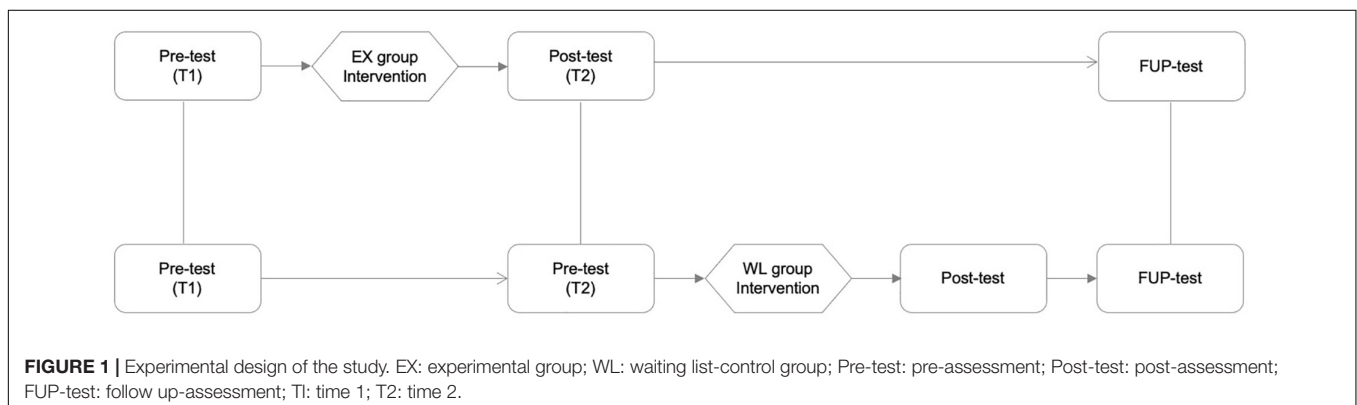 Pre-test
(T1)
EX group
Intervention
Post-test
(T2)
FUP-test
Pre-test
(T1)
Pre-test
(T2)
WL group
Intervention
Post-test
FUP-test
FIGURE 1 | Experimental design of the study. EX: experimental group; WL: waiting list-control group; Pre-test: pre-assessment; Post-test: post-assessment;
FUP-test: follow up-assessment; Tl: time 1; T2: time 2.